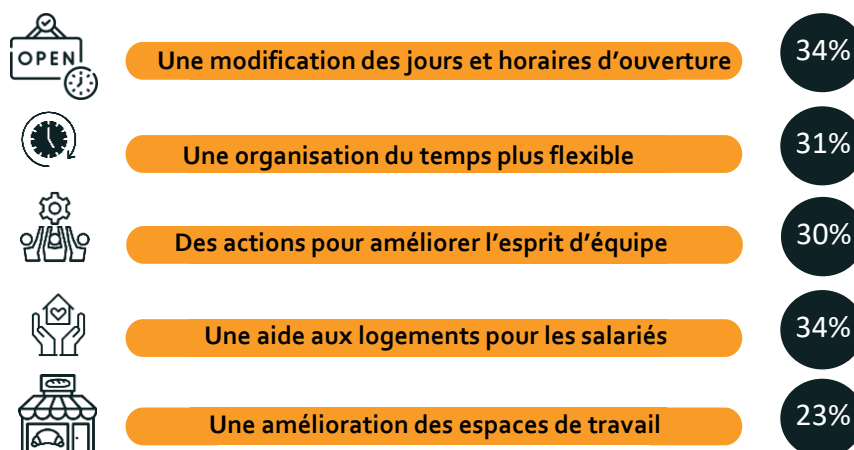 OPEN
Une modification des jours et horaires d’ouverture
34%
Une organisation du temps plus flexible
31%
Des actions pour améliorer l’esprit d’équipe
30%
Une aide aux logements pour les salariés
34%
Une amélioration des espaces de travail
23%